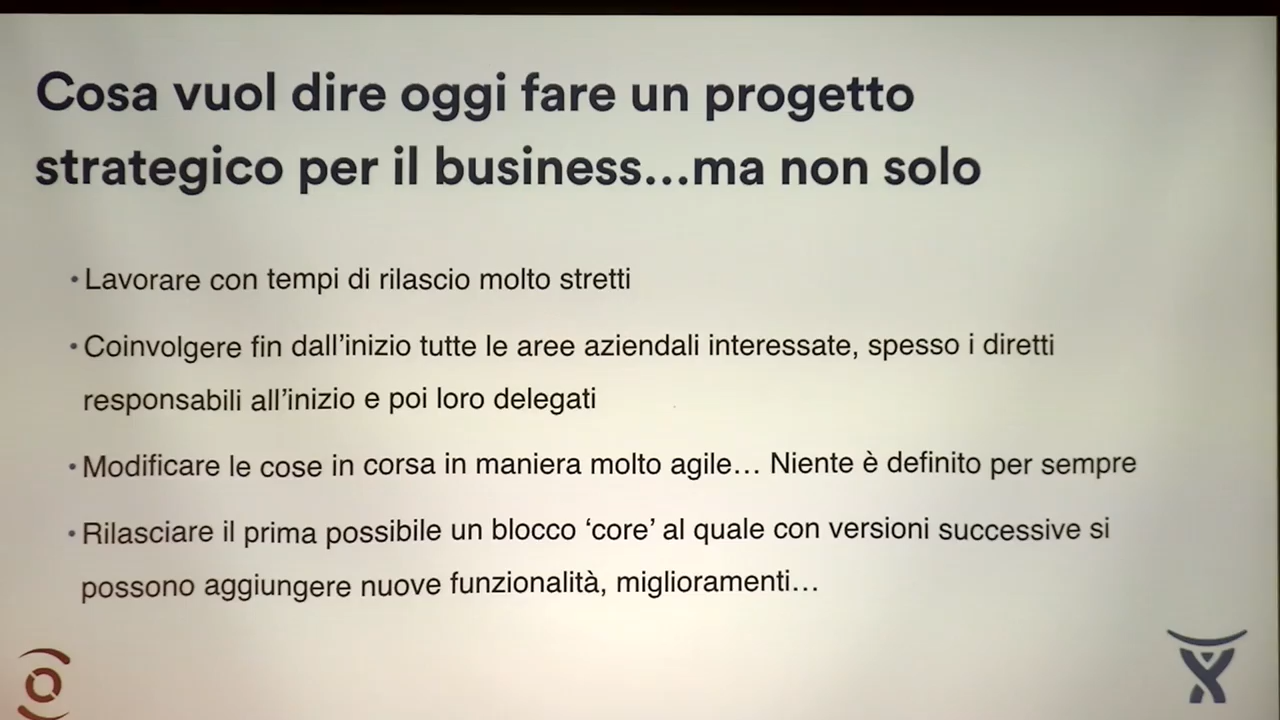 Cosa vuol dire oggi fare un progetto
strategico per il business...ma non solo
•Lavorare con tempi di rilascio molto stretti
•Coinvolgere fin dall’inizio tutte le aree aziendali interessate, spesso i diretti
responsabili all’inizio e poi loro delegati
•Modificare le cose in corsa in maniera molto agile… Niente è definito per sempre
•Rilasciare il prima possibile un blocco ‘core’ al quale con versioni successive si
possono aggiungere nuove funzionalità, miglioramenti…